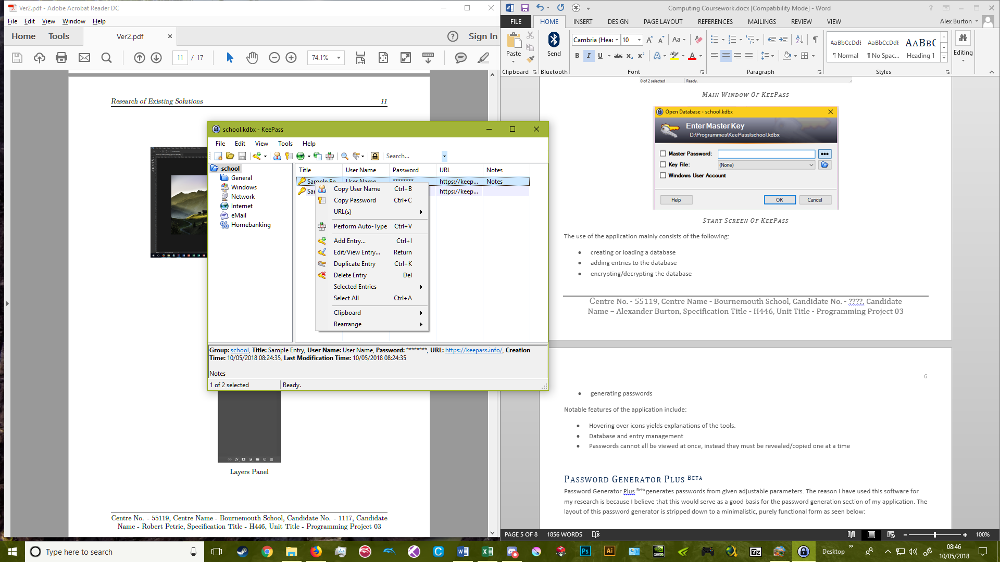 Ver2.pdf - Adobe Acrobat Reader DC
File Edit View Window Help
Home Tools Ver2.pdf Sign In
11 / 17 74.1%
Research of Existing Solutions 11
Layers Panel
Centre No. - 55119, Centre Name - Bournemouth School, Candidate No. - 1117, Candidate
Name - Robert Petrie, Specification Title - H446, Unit Title - Programming Project 03
school.kdbx - KeePass
File Edit View Tools Help
Search...
school
General
Windows
Network
Internet
eMail
Homebanking
Title User Name Password URL Notes
Sample En User Name ******** https://keep... Notes
Sar https://keep...
Copy User Name Ctrl+B
Copy Password Ctrl+C
URL(s)
Perform Auto-Type Ctrl+V
Add Entry... Ctrl+I
Edit/View Entry... Return
Duplicate Entry Ctrl+K
Delete Entry Del
Selected Entries
Select All Ctrl+A
Clipboard
Rearrange
Group: school, Title: Sample Entry, User Name: User Name, Password: ********, URL: https://keepass.info/, Creation
Time: 10/05/2018 08:24:35, Last Modification Time: 10/05/2018 08:24:35
Notes
1 of 2 selected Ready.
Computing Coursework.docx [Compatibility Mode] - Word
FILE HOME INSERT DESIGN PAGE LAYOUT REFERENCES MAILINGS REVIEW VIEW Alex Burton
Paste Send Cambria (Head 10 Aa
B I U abc x₂ x² A A
AaBbCcDdE AaBbCcDdE AaBbC
¶ Normal ¶ No Spac... Heading 1
Editing
Clipboard Bluetooth Font Paragraph Styles
0 of 2 selected Ready.
MAIN WINDOW OF KEEPASS
Open Database - school.kdbx
Enter Master Key
D:\Programmes\KeePass\school.kdbx
Master Password:
Key File: (None)
Windows User Account
Help OK Cancel
START SCREEN OF KEEPASS
The use of the application mainly consists of the following:
• creating or loading a database
• adding entries to the database
• encrypting/decrypting the database
Centre No. - 55119, Centre Name - Bournemouth School, Candidate No. - ????, Candidate
Name – Alexander Burton, Specification Title - H446, Unit Title - Programming Project 03
6
• generating passwords
Notable features of the application include:
• Hovering over icons yields explanations of the tools.
• Database and entry management
• Passwords cannot all be viewed at once, instead they must be revealed/copied one at a time
PASSWORD GENERATOR PLUS BETA
Password Generator Plus Beta generates passwords from given adjustable parameters. The reason I have used this software for
my research is because I believe that this would serve as a good basis for the password generation section of my application. The
layout of this password generator is stripped down to a minimalistic, purely functional form as seen below:
PAGE 5 OF 8 1856 WORDS 100%
Type here to search
Ps Ai 7z Desktop
08:46
10/05/2018